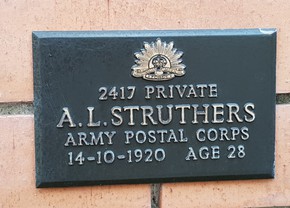 2417 PRIVATE
A.L. STRUTHERS
ARMY POSTAL CORPS
14-10-1920 AGE 28